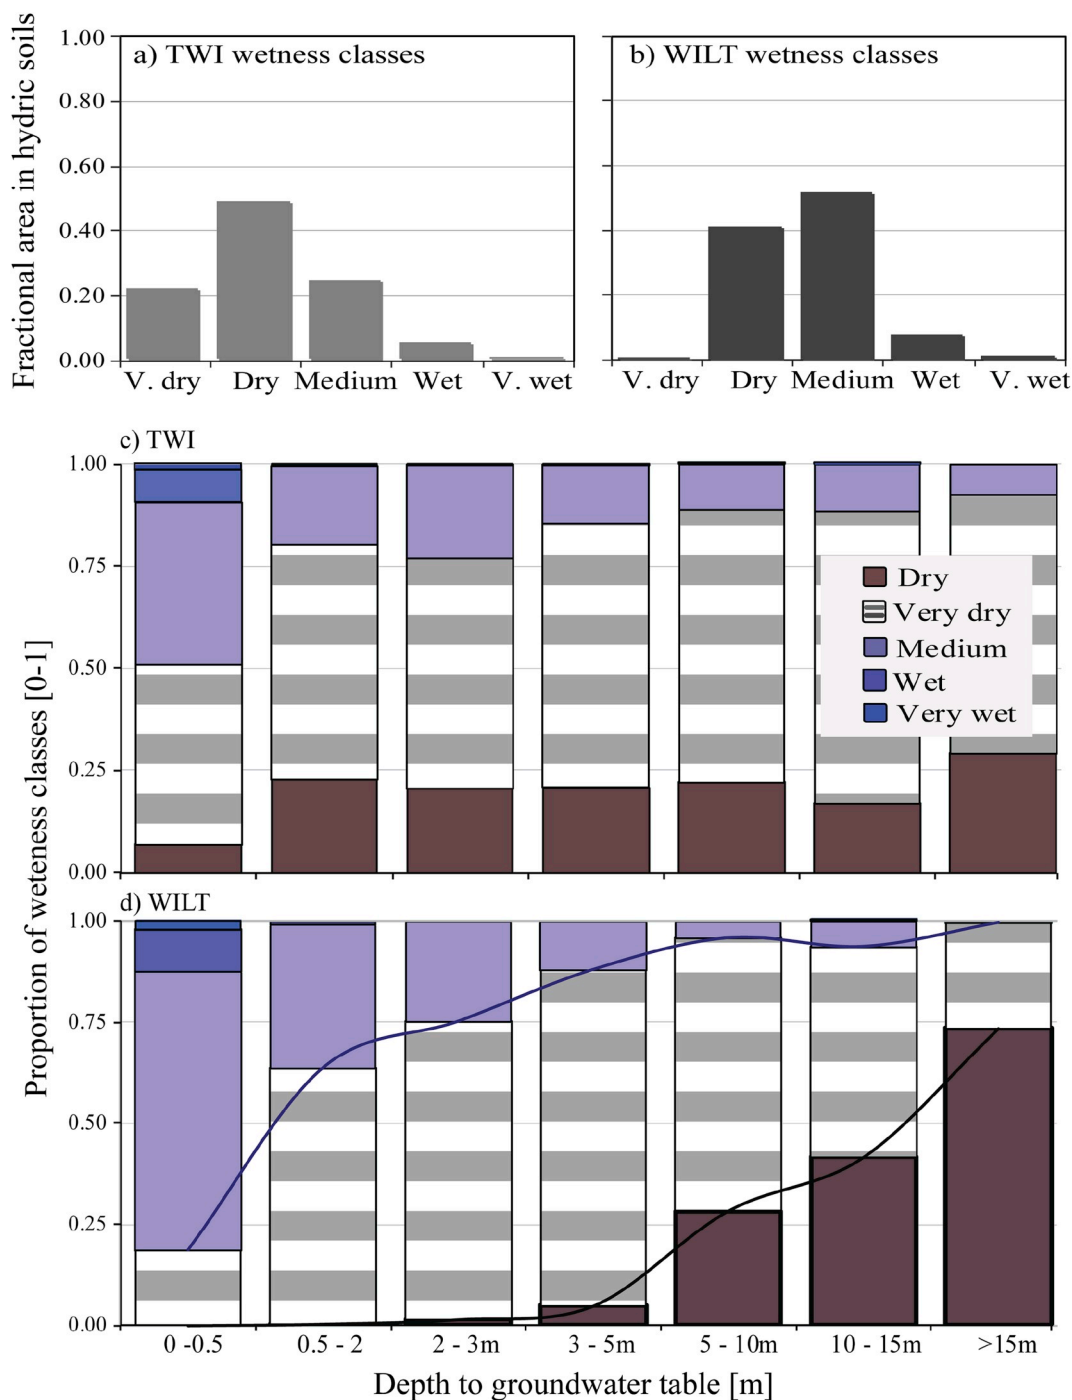 Fractional area in hydric soils
a) TWI wetness classes
1.00
0.80
0.60
0.40
0.20
0.00
V. dry Dry Medium Wet V. wet
b) WILT wetness classes
V. dry Dry Medium Wet V. wet
Proportion of weteness classes [0-1]
c) TWI
1.00
0.75
0.50
0.25
0.00
Dry
Very dry
Medium
Wet
Very wet
d) WILT
1.00
0.75
0.50
0.25
0.00
0 -0.5 0.5 - 2 2 - 3m 3 - 5m 5 - 10m 10 - 15m >15m
Depth to groundwater table [m]